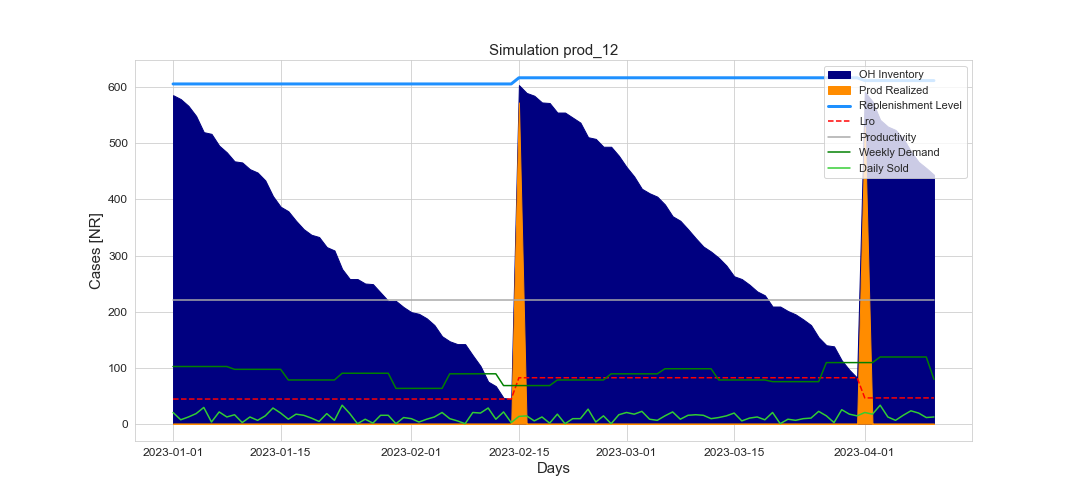 Simulation prod_12
OH Inventory
Prod Realized
Replenishment Level
Lro
Productivity
Weekly Demand
Daily Sold
Cases [NR]
600
500
400
300
200
100
0
2023-01-01 2023-01-15 2023-02-01 2023-02-15 2023-03-01 2023-03-15 2023-04-01
Days